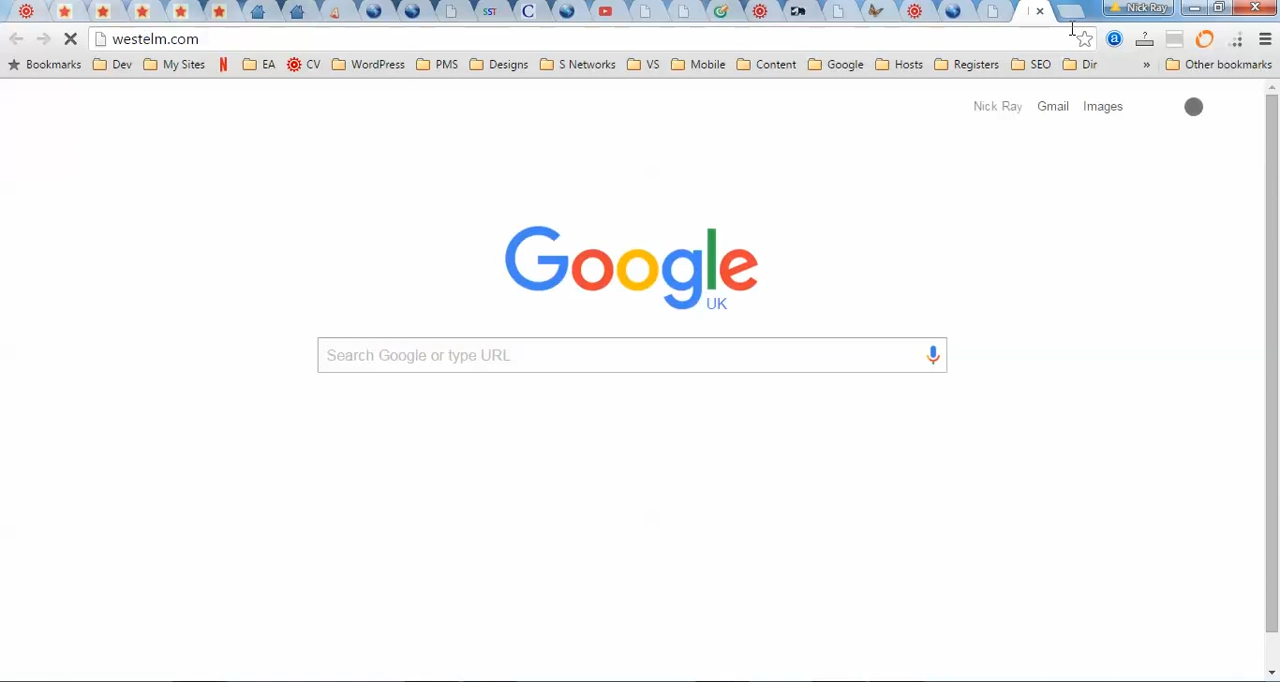 SST C Nick Ray
westelm.com a ?
Bookmarks Dev My Sites N EA CV WordPress PMS Designs S Networks VS Mobile Content Google Hosts Registers SEO Dir » Other bookmarks
Nick Ray Gmail Images
Google
UK
Search Google or type URL